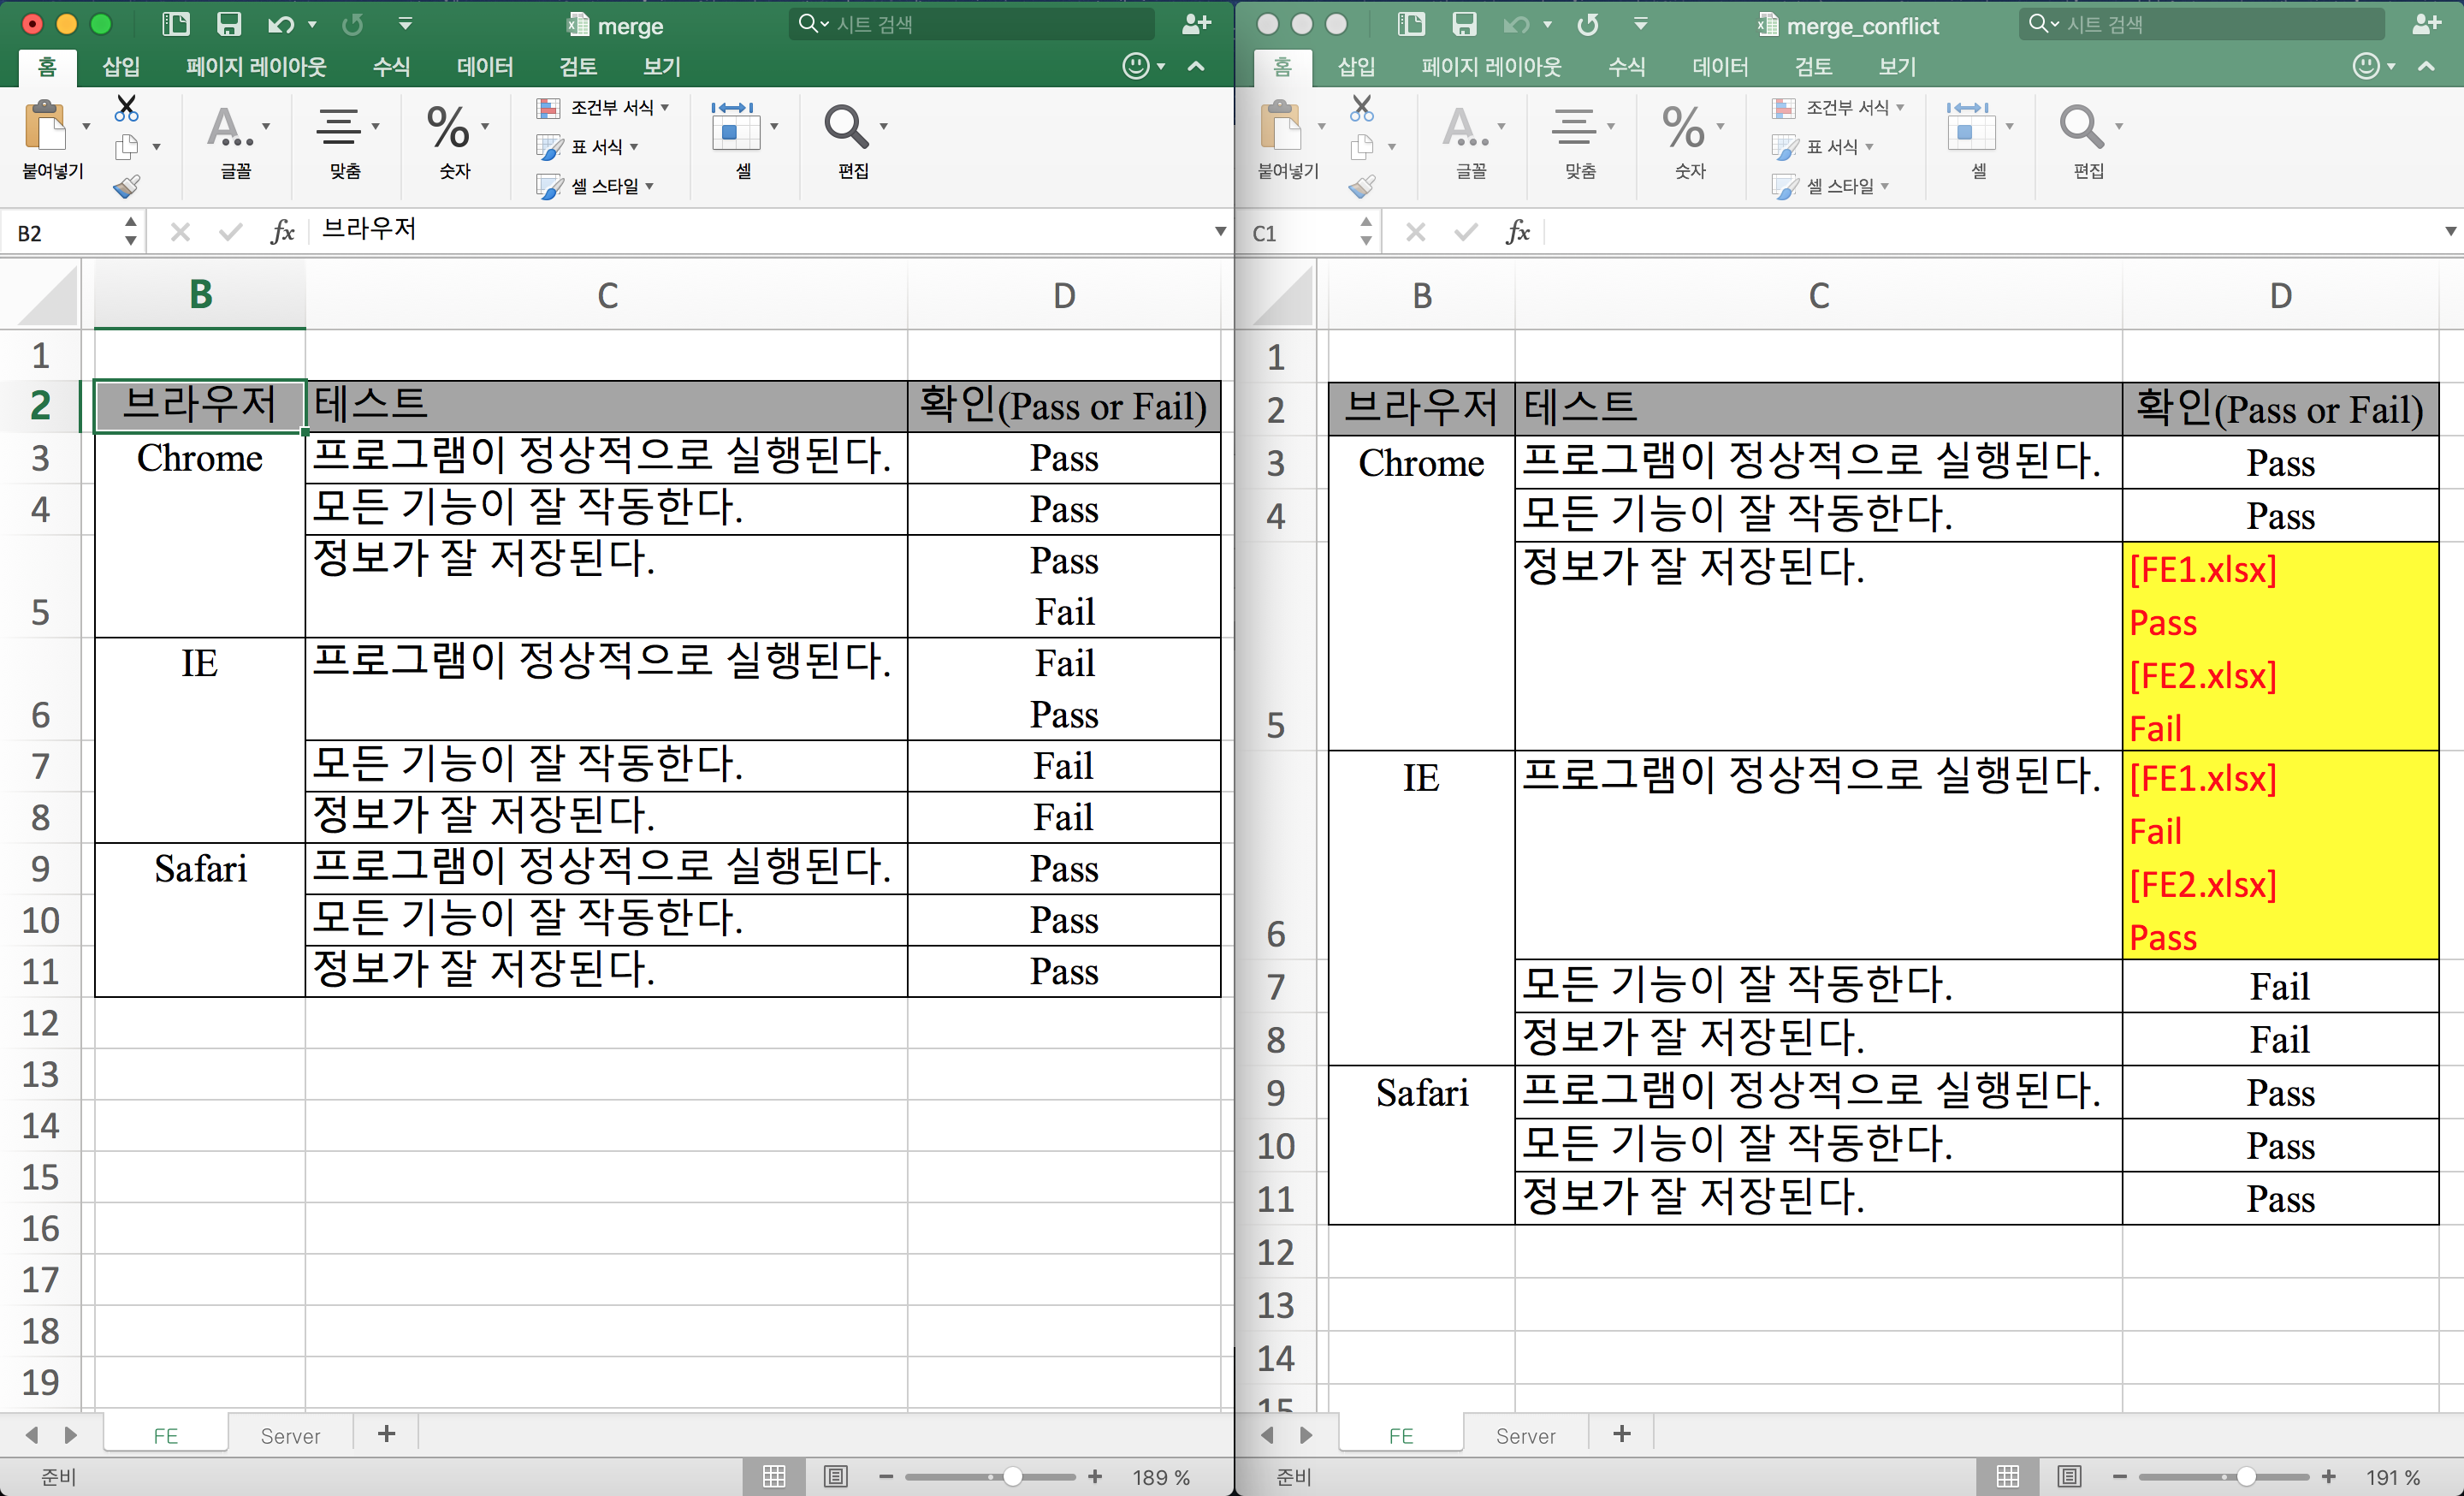 merge
시트 검색
홈 삽입 페이지 레이아웃 수식 데이터 검토 보기
붙여넣기
A...
글꼴
맞춤
%
숫자
조건부 서식
표 서식
셀 스타일
셀
편집
B2 fx 브라우저
B C D
1
2 브라우저 테스트 확인(Pass or Fail)
3 Chrome 프로그램이 정상적으로 실행된다. Pass
4 모든 기능이 잘 작동한다. Pass
5 정보가 잘 저장된다. Pass
Fail
6 IE 프로그램이 정상적으로 실행된다. Fail
Pass
7 모든 기능이 잘 작동한다. Fail
8 정보가 잘 저장된다. Fail
9 Safari 프로그램이 정상적으로 실행된다. Pass
10 모든 기능이 잘 작동한다. Pass
11 정보가 잘 저장된다. Pass
12
13
14
15
16
17
18
19
FE Server +
준비 189 %
merge_conflict
시트 검색
홈 삽입 페이지 레이아웃 수식 데이터 검토 보기
붙여넣기
A...
글꼴
맞춤
%
숫자
조건부 서식
표 서식
셀 스타일
셀
편집
C1 fx
B C D
1
2 브라우저 테스트 확인(Pass or Fail)
3 Chrome 프로그램이 정상적으로 실행된다. Pass
4 모든 기능이 잘 작동한다. Pass
5 정보가 잘 저장된다. [FE1.xlsx]
Pass
[FE2.xlsx]
Fail
6 IE 프로그램이 정상적으로 실행된다. [FE1.xlsx]
Fail
[FE2.xlsx]
Pass
7 모든 기능이 잘 작동한다. Fail
8 정보가 잘 저장된다. Fail
9 Safari 프로그램이 정상적으로 실행된다. Pass
10 모든 기능이 잘 작동한다. Pass
11 정보가 잘 저장된다. Pass
12
13
14
15
FE Server +
준비 191 %